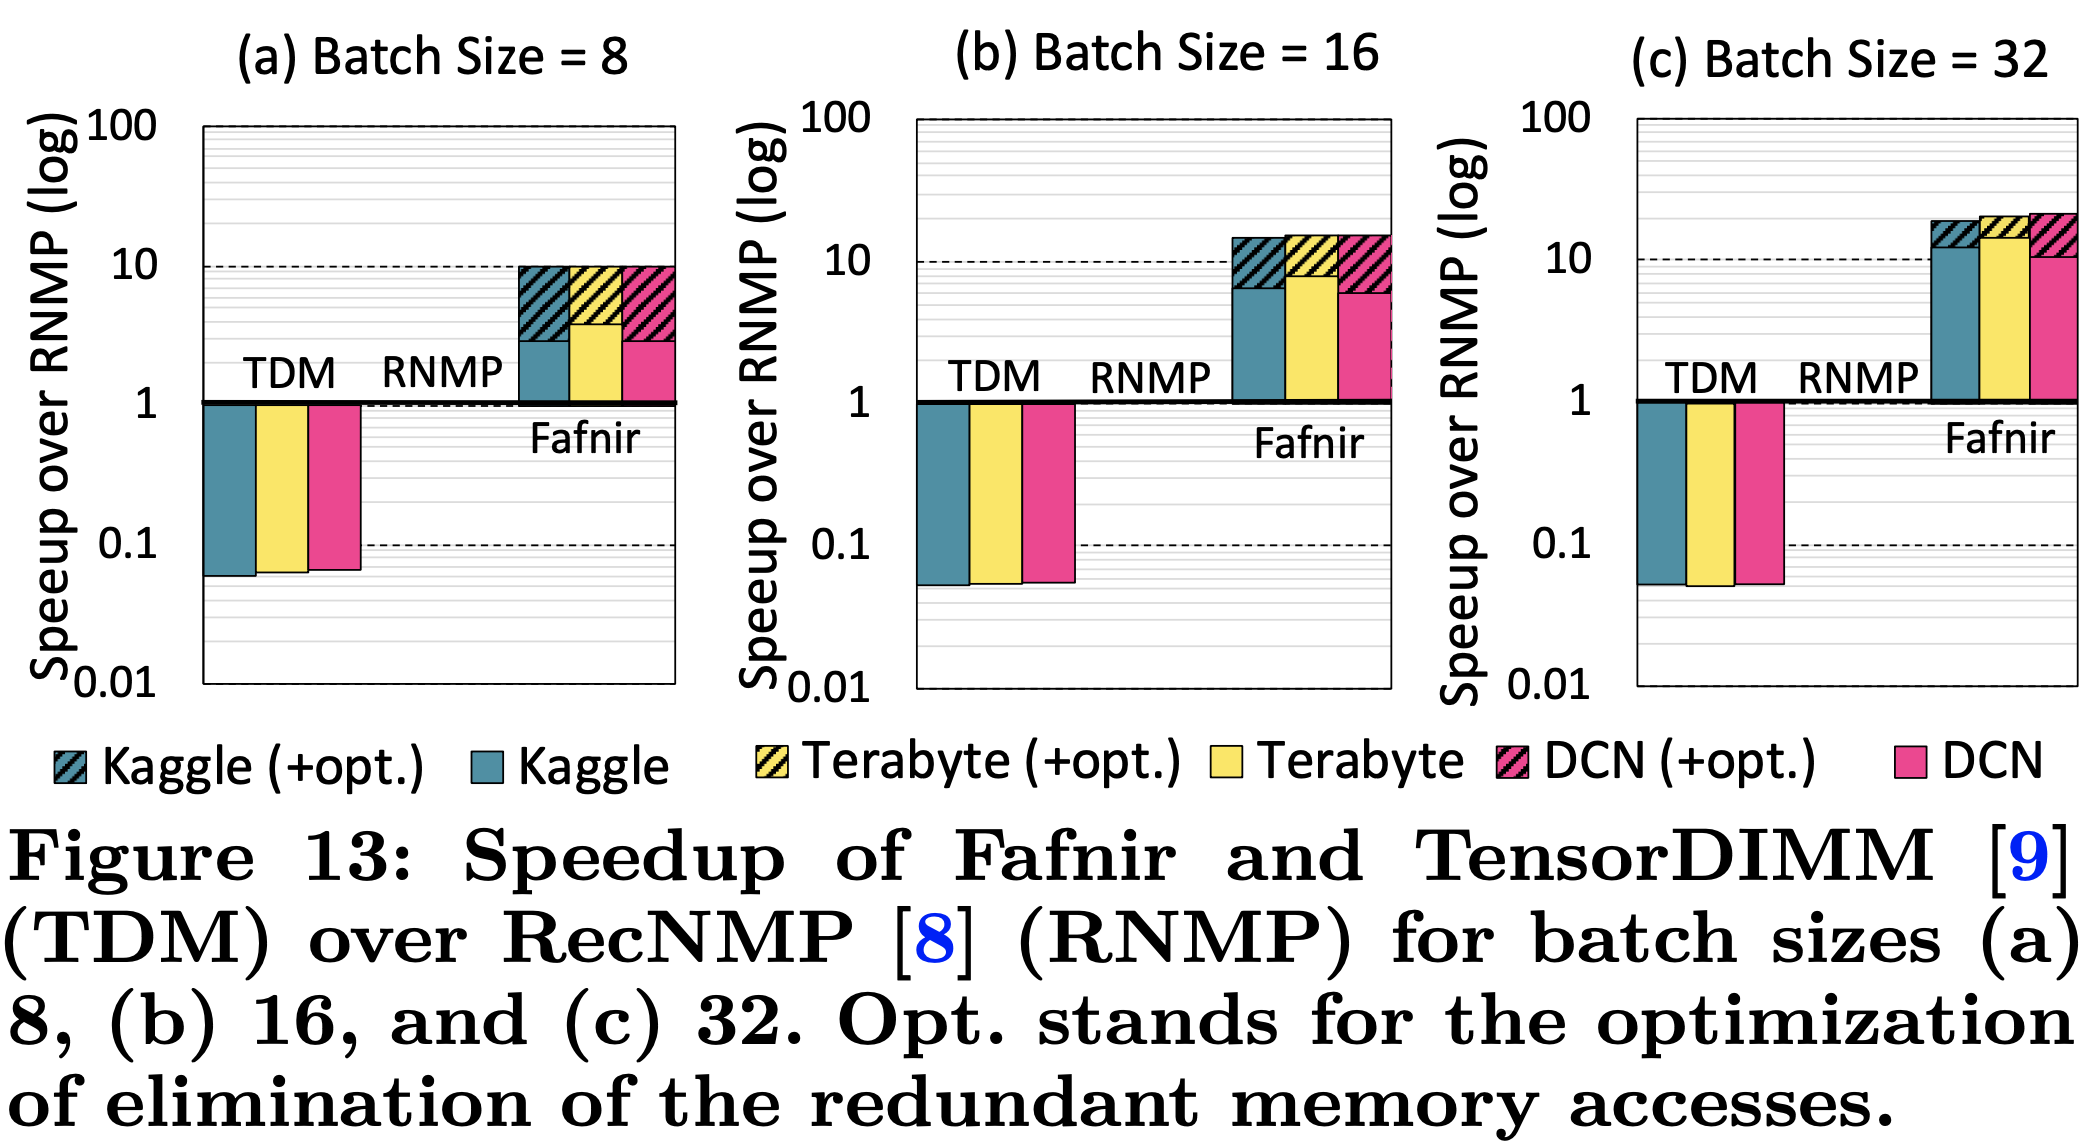 (a) Batch Size = 8
(b) Batch Size = 16
(c) Batch Size = 32
Speeup over RNMP (log)
100
10
1
0.1
0.01
TDM
RNMP
Fafnir
Speeup over RNMP (log)
100
10
1
0.1
0.01
TDM
RNMP
Fafnir
Speeup over RNMP (log)
100
10
1
0.1
0.01
TDM
RNMP
Fafnir
Kaggle (+opt.) Kaggle Terabyte (+opt.) Terabyte DCN (+opt.) DCN
Figure 13: Speedup of Fafnir and TensorDIMM [9]
(TDM) over RecNMP [8] (RNMP) for batch sizes (a)
8, (b) 16, and (c) 32. Opt. stands for the optimization
of elimination of the redundant memory accesses.